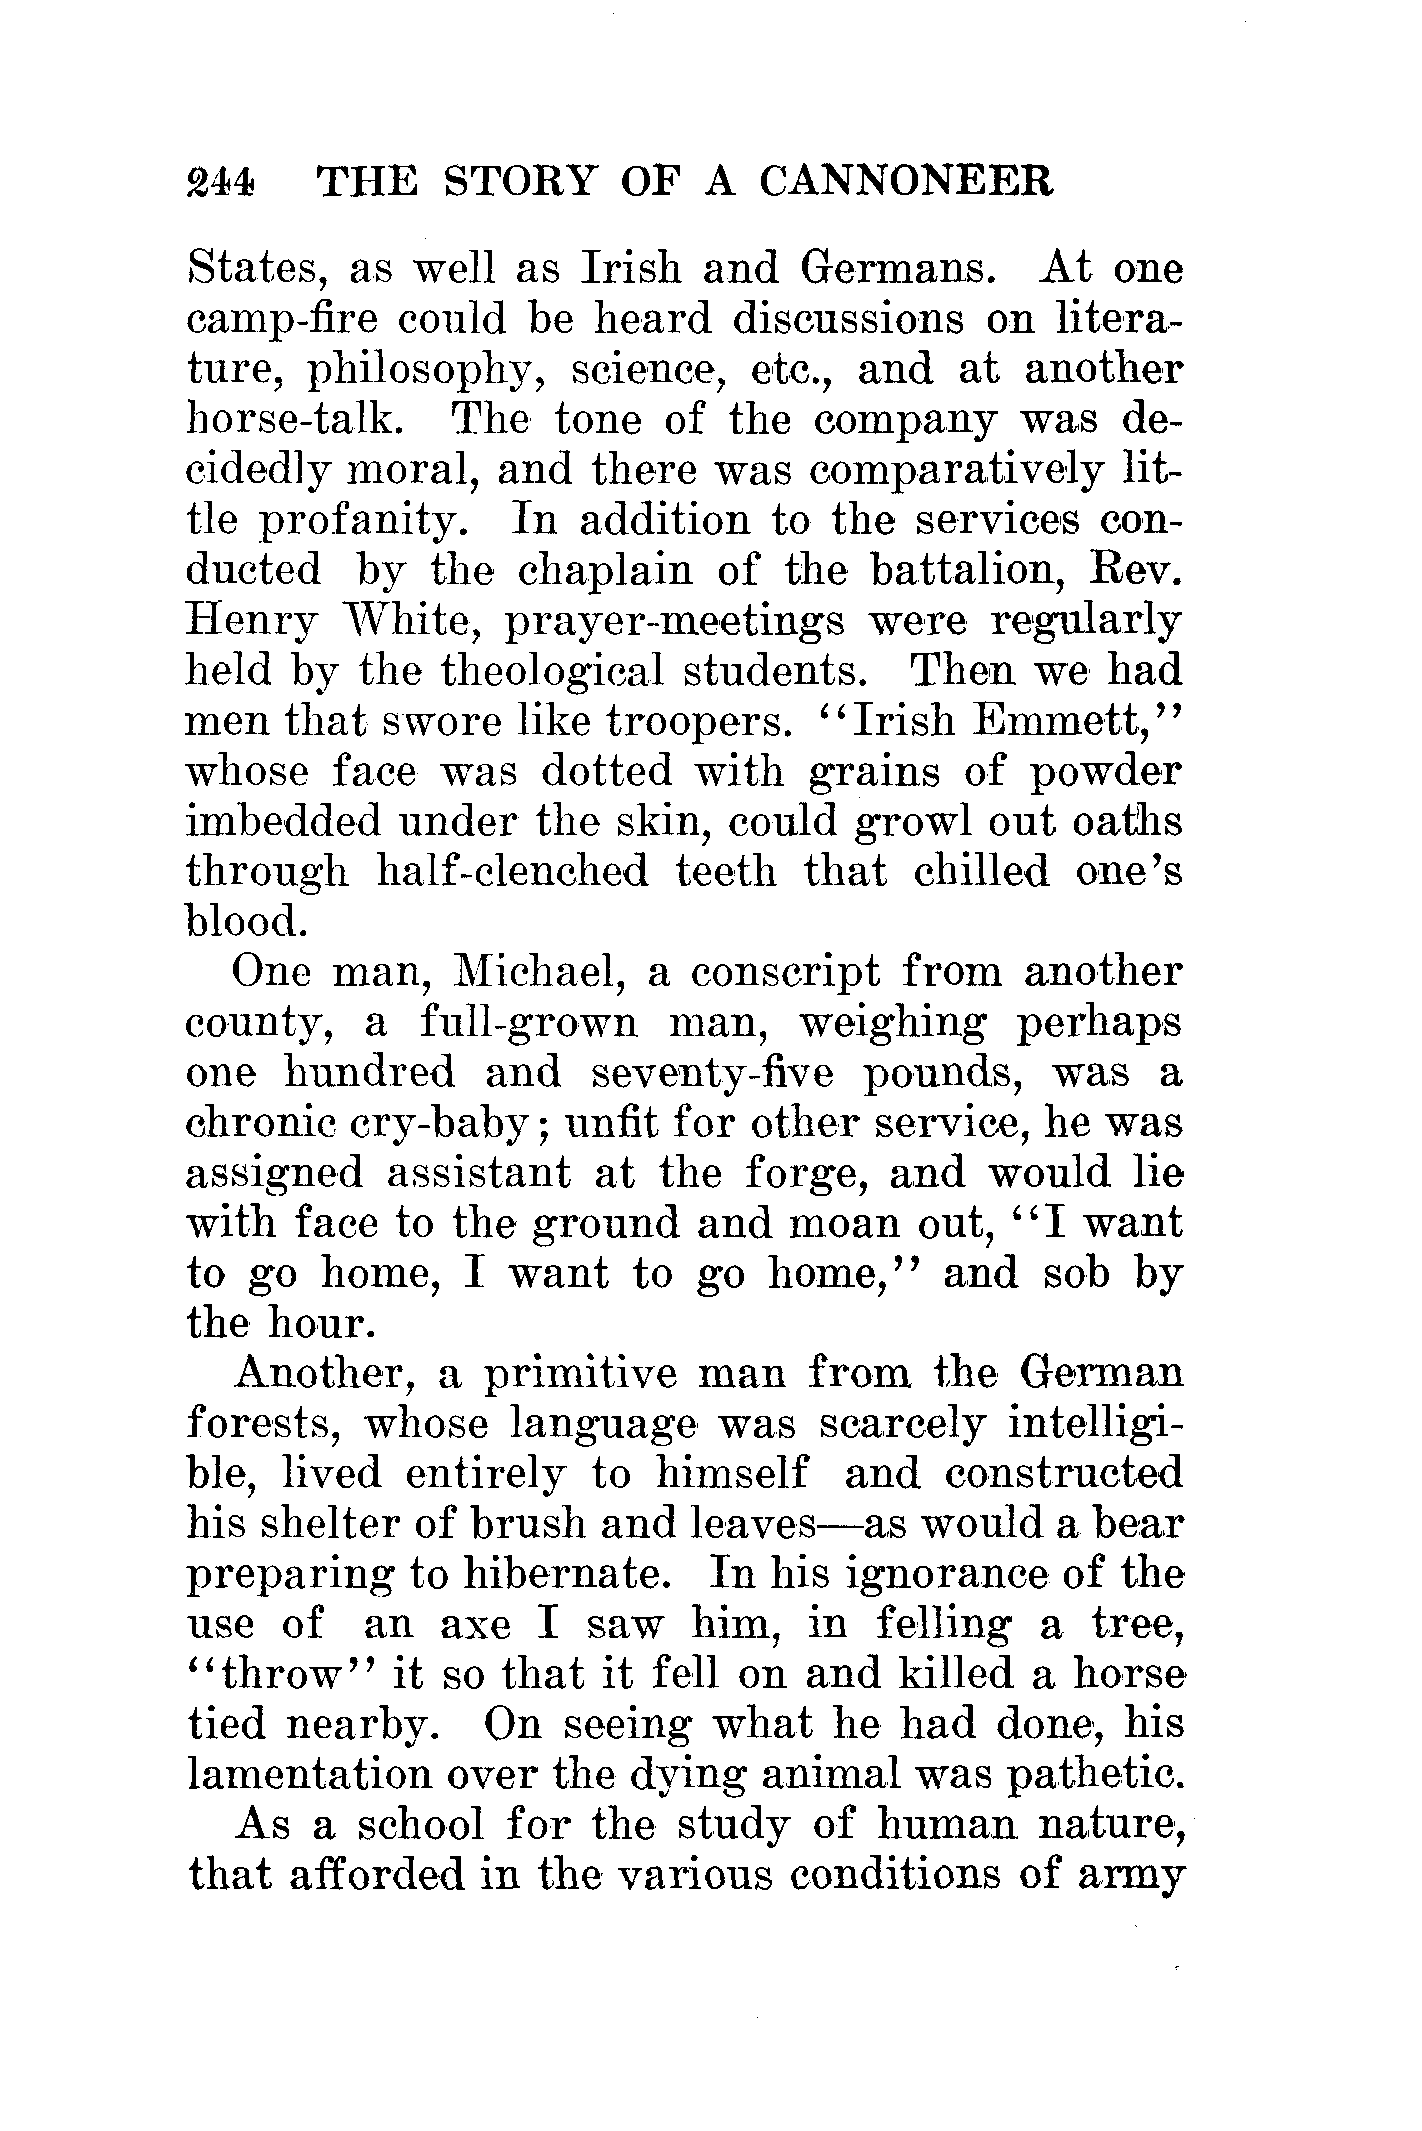 244 THE STORY OF A CANNONEER
States, as well as Irish and Germans. At one
camp-fire could be heard discussions on litera-
ture, philosophy, science, etc., and at another
horse-talk. The tone of the company was de-
cidedly moral, and there was comparatively lit-
tle profanity. In addition to the services con-
ducted by the chaplain of the battalion, Rev.
Henry White, prayer-meetings were regularly
held by the theological students. Then we had
men that swore like troopers. “Irish Emmett,”
whose face was dotted with grains of powder
imbedded under the skin, could growl out oaths
through half-clenched teeth that chilled one’s
blood.
One man, Michael, a conscript from another
county, a full-grown man, weighing perhaps
one hundred and seventy-five pounds, was a
chronic cry-baby; unfit for other service, he was
assigned assistant at the forge, and would lie
with face to the ground and moan out, “I want
to go home, I want to go home,” and sob by
the hour.
Another, a primitive man from the German
forests, whose language was scarcely intelligi-
ble, lived entirely to himself and constructed
his shelter of brush and leaves—as would a bear
preparing to hibernate. In his ignorance of the
use of an axe I saw him, in felling a tree,
“throw” it so that it fell on and killed a horse
tied nearby. On seeing what he had done, his
lamentation over the dying animal was pathetic.
As a school for the study of human nature,
that afforded in the various conditions of army